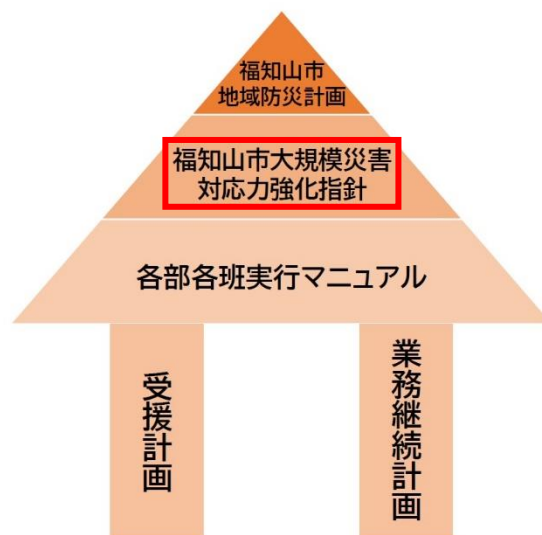 福知山市
地域防災計画
福知山市大規模災害
対応力強化指針
各部各班実行マニュアル
受援計画
業務継続計画